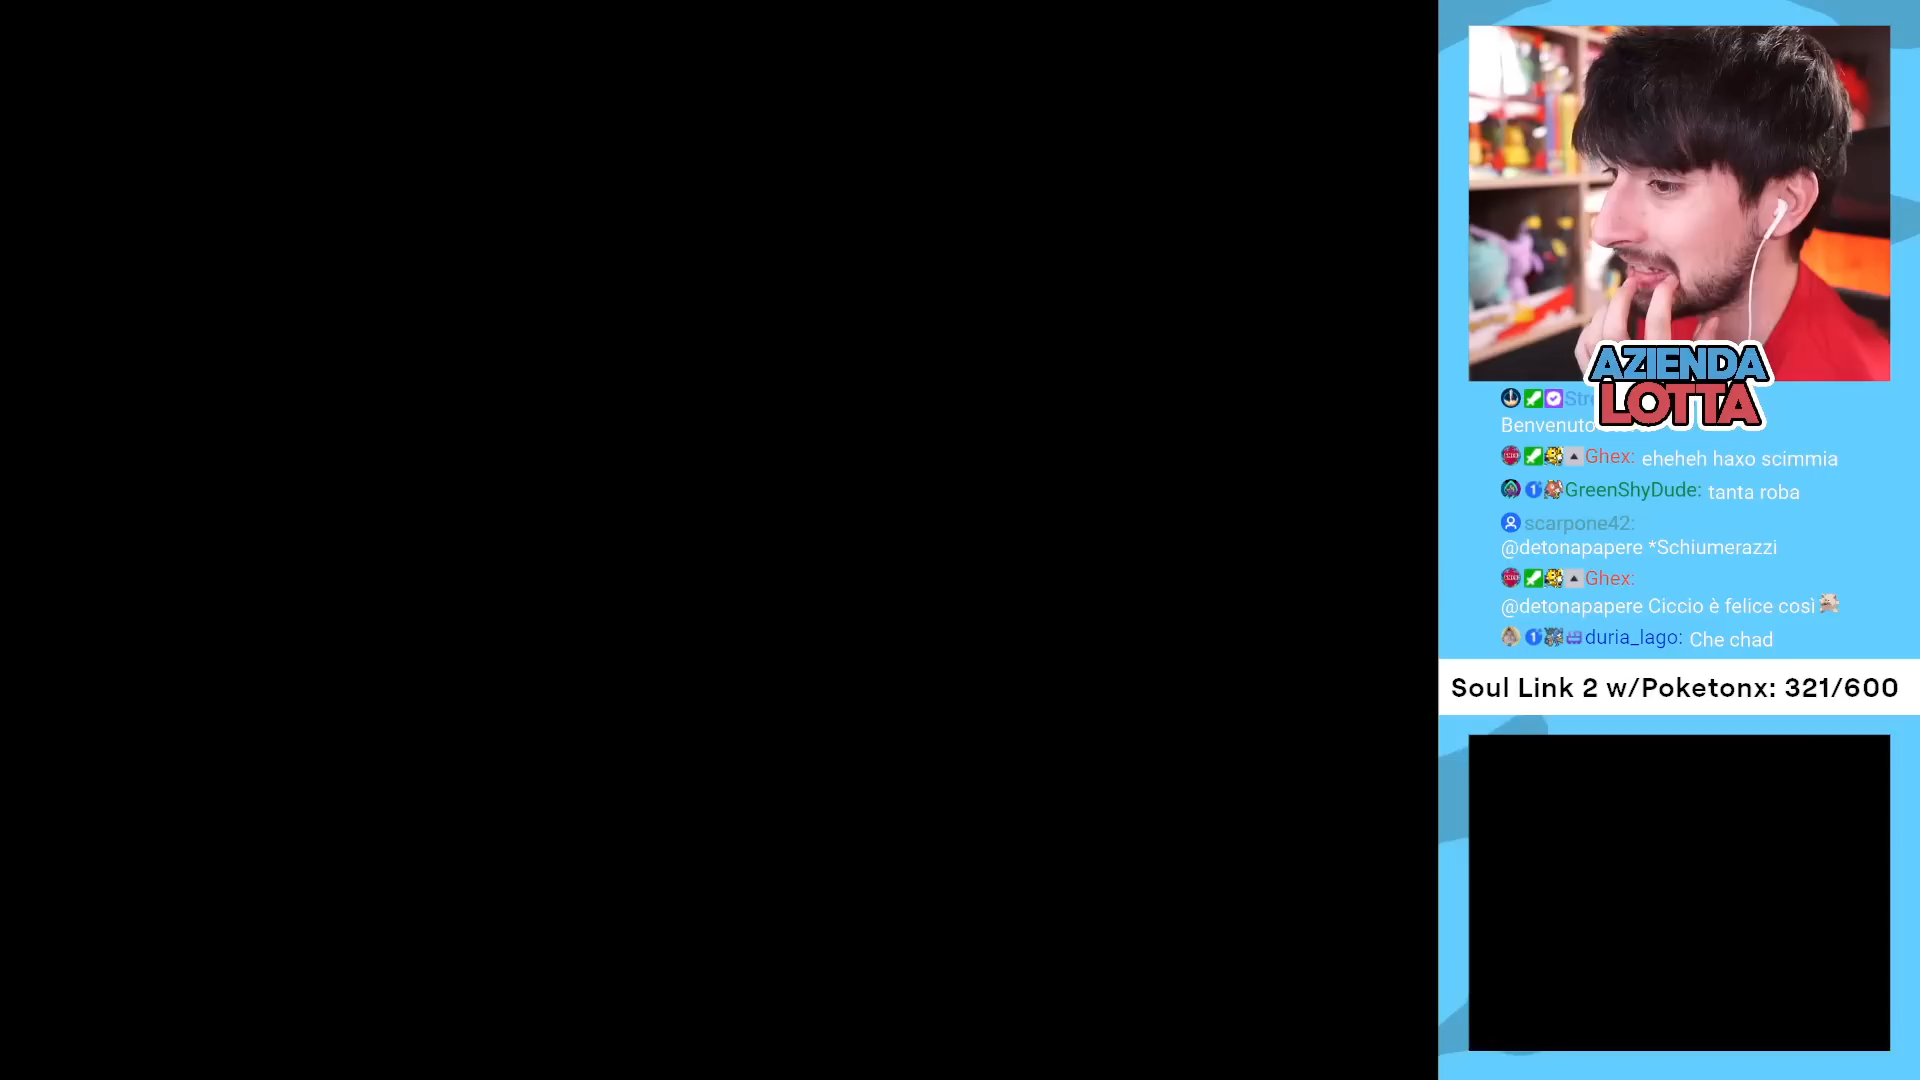 AZIENDA
LOTTA
Benvenuto
Ghex: eheheh haxo scimmia
GreenShyDude: tanta roba
scarpone42:
@detonapapere *Schiumerazzi
Ghex:
@detonapapere Ciccio è felice così
duria_lago: Che chad
Soul Link 2 w/Poketonx: 321/600